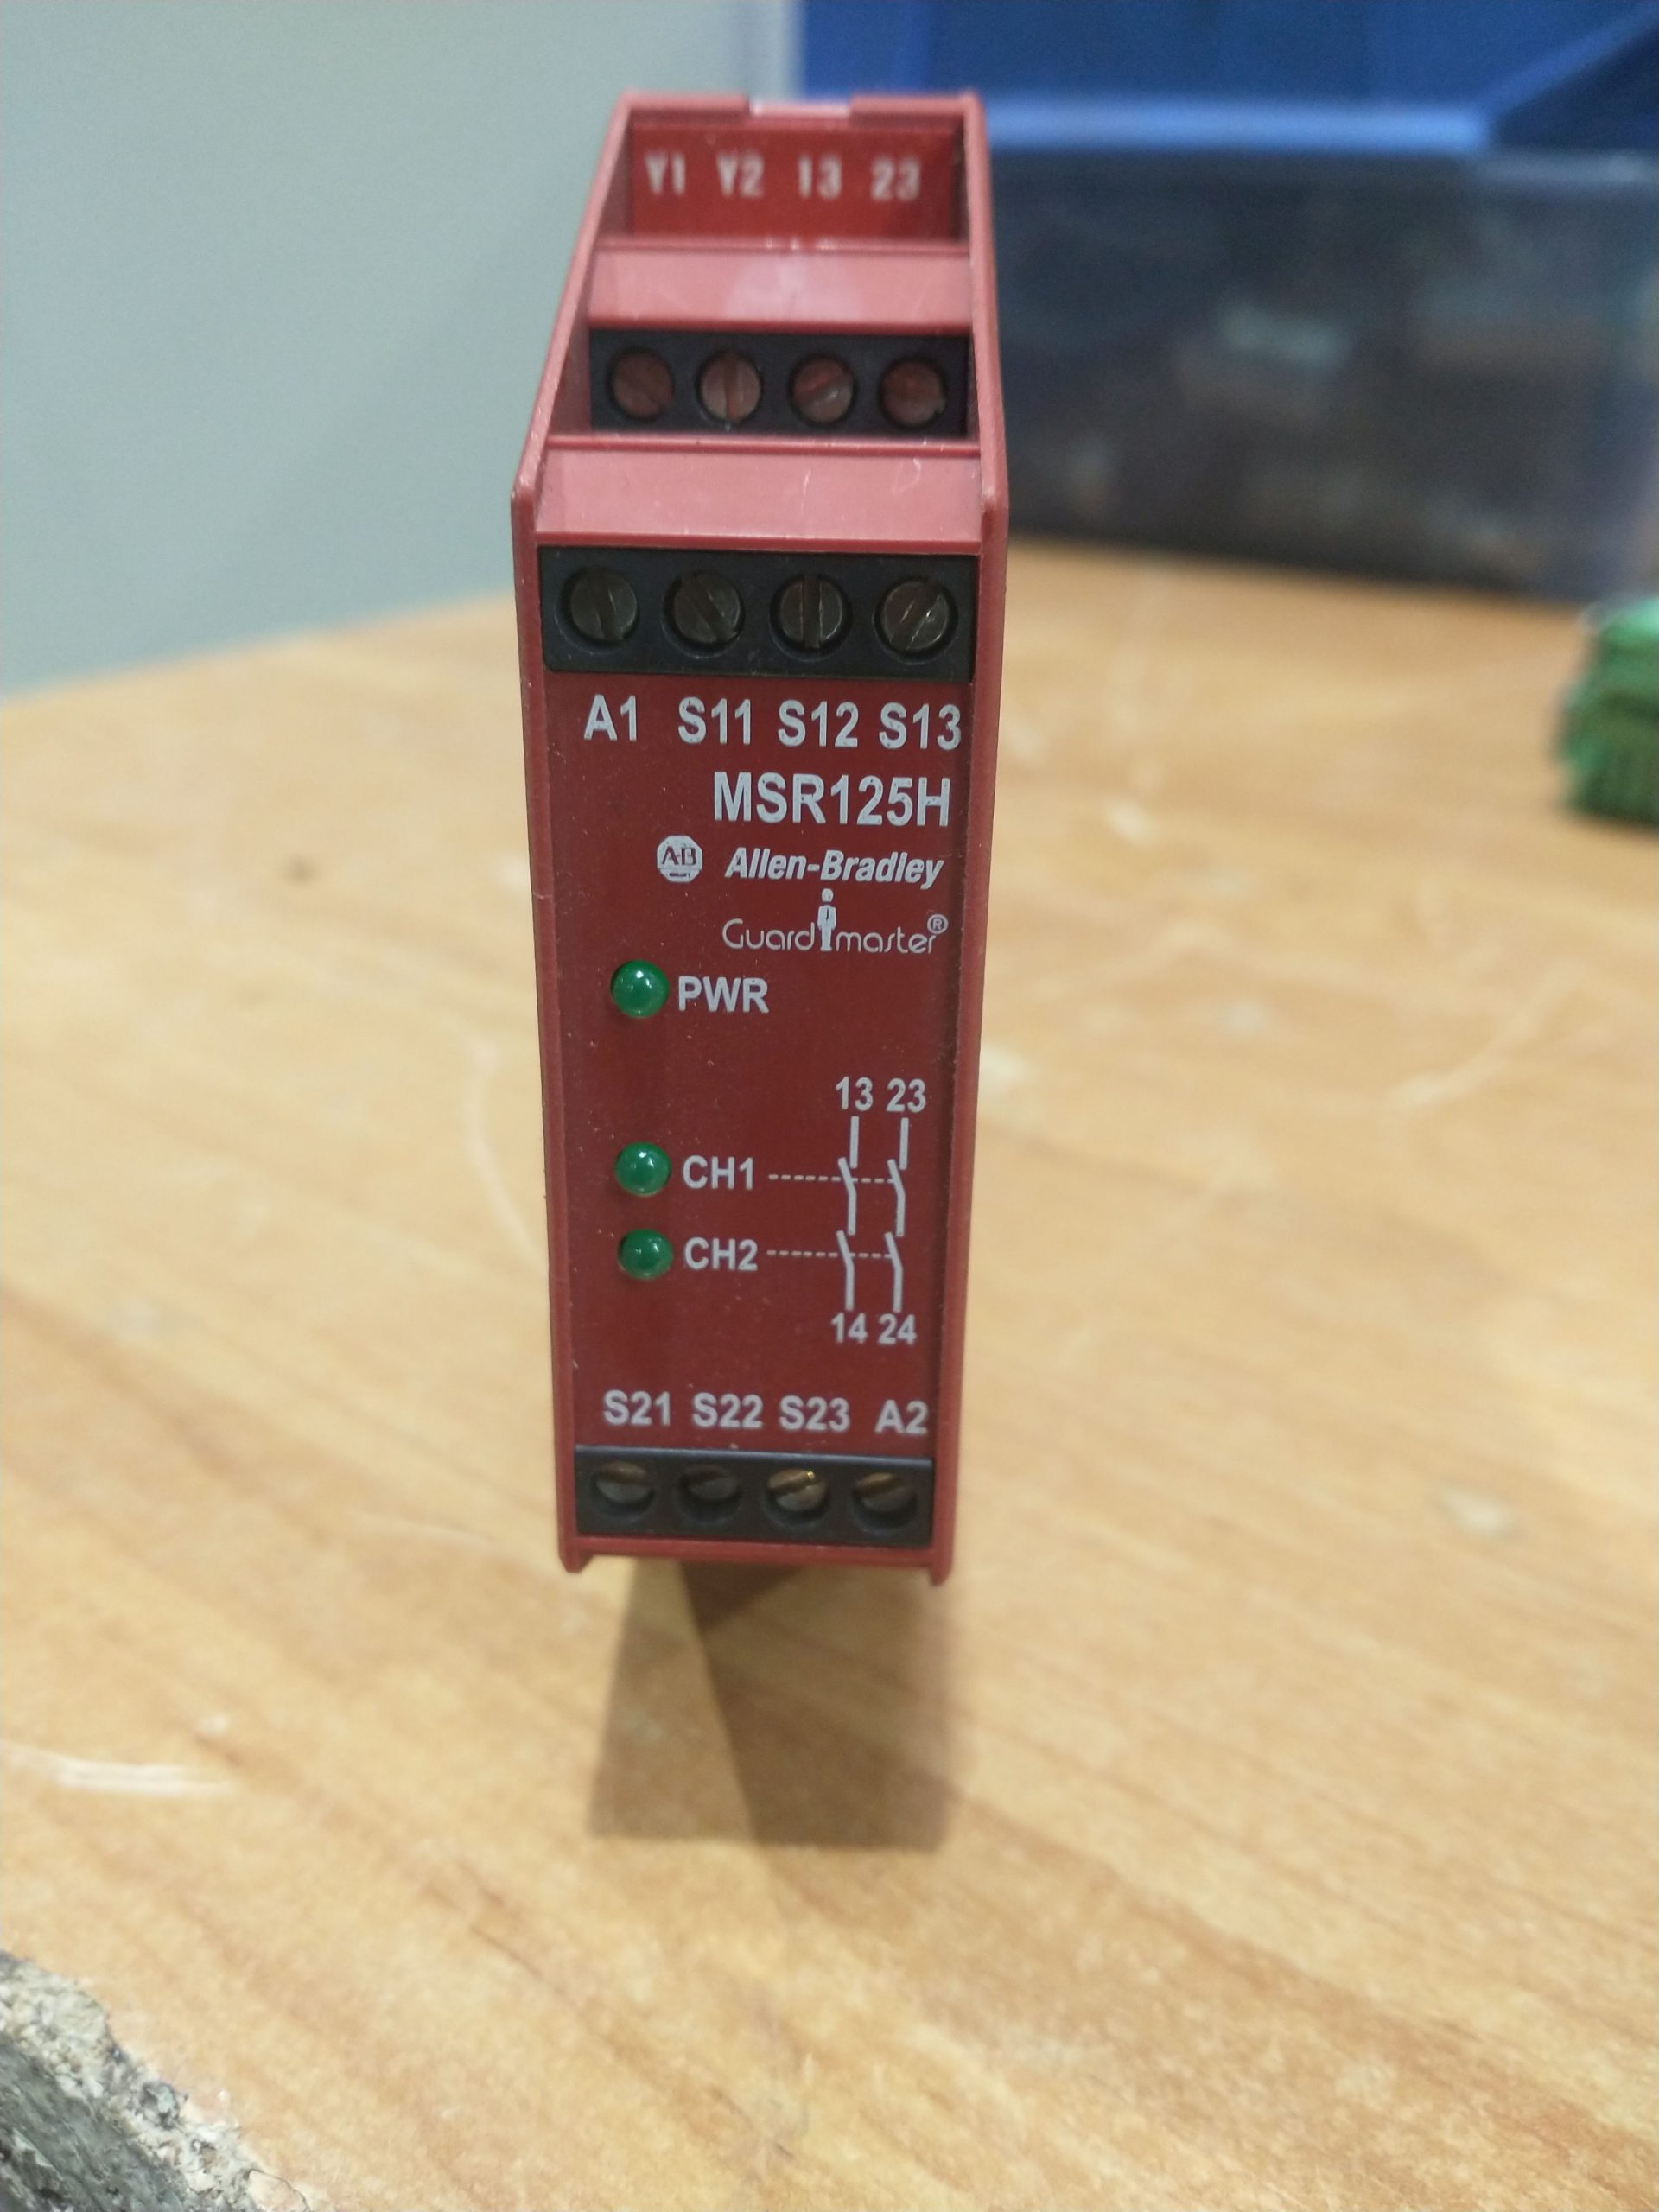 Y1 Y2 13 23
A1 S11 S12 S13
MSR125H
AB Allen-Bradley
Guardmaster®
PWR
13 23
CH1
CH2
14 24
S21 S22 S23 A2